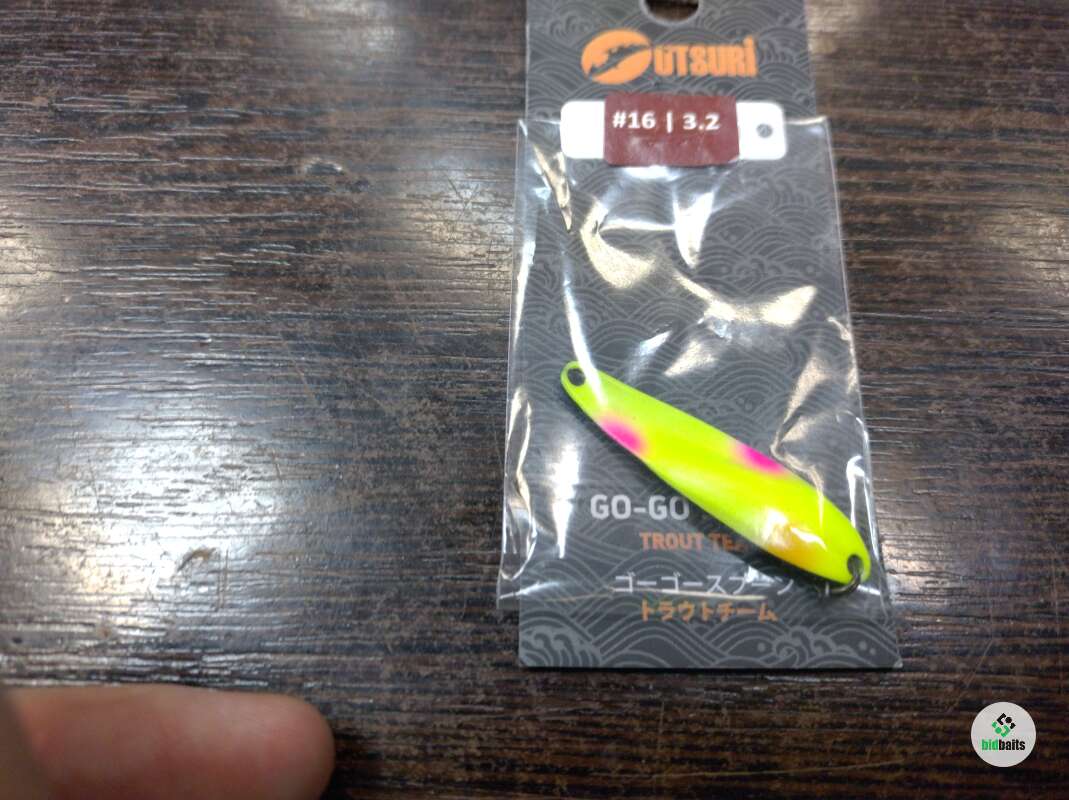 UTSURi
#16 | 3.2
GO-GO
TROUT TEA
ゴーゴースプーン
トラウトチーム
bidbaits